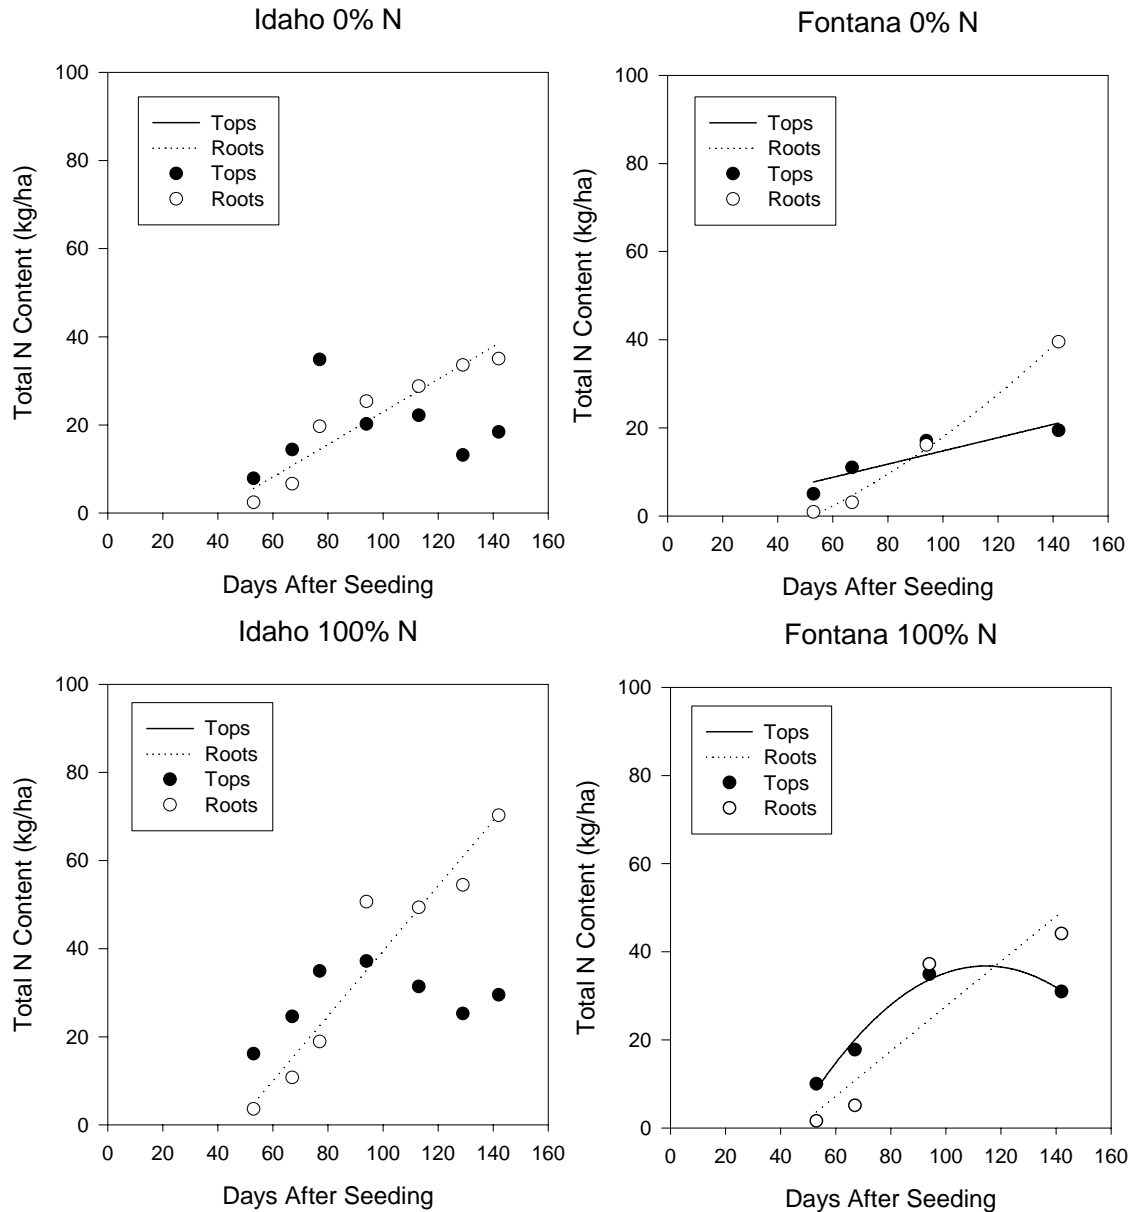 Idaho 0% N
Total N Content (kg/ha)
100
80
60
40
20
0
Tops
Roots
Tops
Roots
0 20 40 60 80 100 120 140 160
Days After Seeding
Fontana 0% N
Total N Content (kg/ha)
100
80
60
40
20
0
Tops
Roots
Tops
Roots
0 20 40 60 80 100 120 140 160
Days After Seeding
Idaho 100% N
Total N Content (kg/ha)
100
80
60
40
20
0
Tops
Roots
Tops
Roots
0 20 40 60 80 100 120 140 160
Days After Seeding
Fontana 100% N
Total N Content (kg/ha)
100
80
60
40
20
0
Tops
Roots
Tops
Roots
0 20 40 60 80 100 120 140 160
Days After Seeding